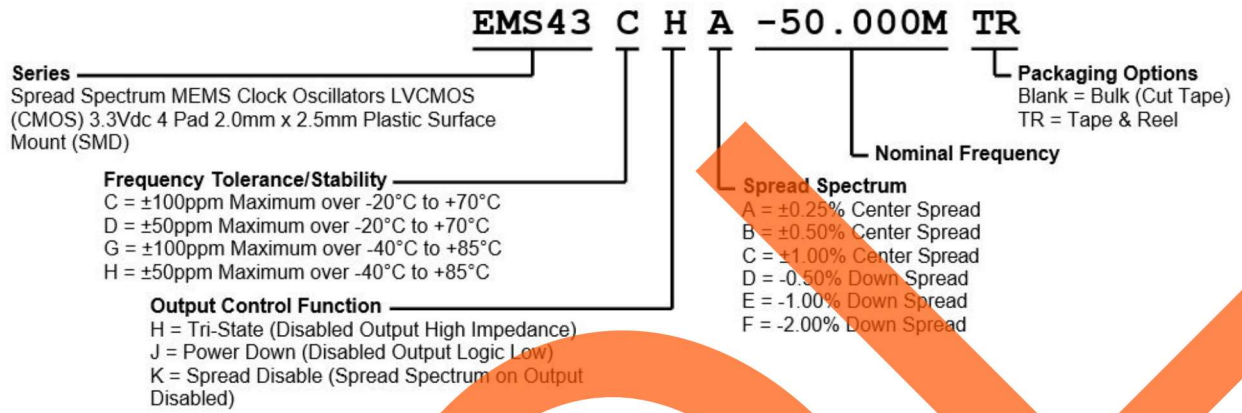 EMS43 C H A -50.000M TR
Series
Spread Spectrum MEMS Clock Oscillators LVCMOS
(CMOS) 3.3Vdc 4 Pad 2.0mm x 2.5mm Plastic Surface
Mount (SMD)
Frequency Tolerance/Stability
C = ±100ppm Maximum over -20°C to +70°C
D = ±50ppm Maximum over -20°C to +70°C
G = ±100ppm Maximum over -40°C to +85°C
H = ±50ppm Maximum over -40°C to +85°C
Output Control Function
H = Tri-State (Disabled Output High Impedance)
J = Power Down (Disabled Output Logic Low)
K = Spread Disable (Spread Spectrum on Output
Disabled)
Packaging Options
Blank = Bulk (Cut Tape)
TR = Tape & Reel
Nominal Frequency
Spread Spectrum
A = ±0.25% Center Spread
B = ±0.50% Center Spread
C = ±1.00% Center Spread
D = -0.50% Down Spread
E = -1.00% Down Spread
F = -2.00% Down Spread